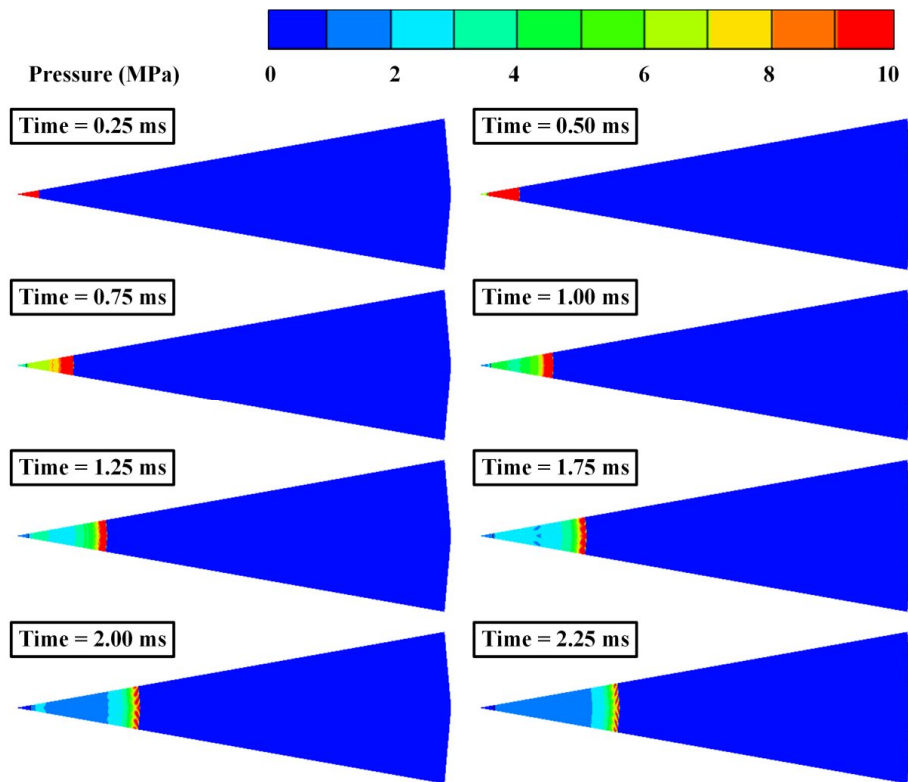 Pressure (MPa) 0 2 4 6 8 10
Time = 0.25 ms Time = 0.50 ms
Time = 0.75 ms Time = 1.00 ms
Time = 1.25 ms Time = 1.75 ms
Time = 2.00 ms Time = 2.25 ms